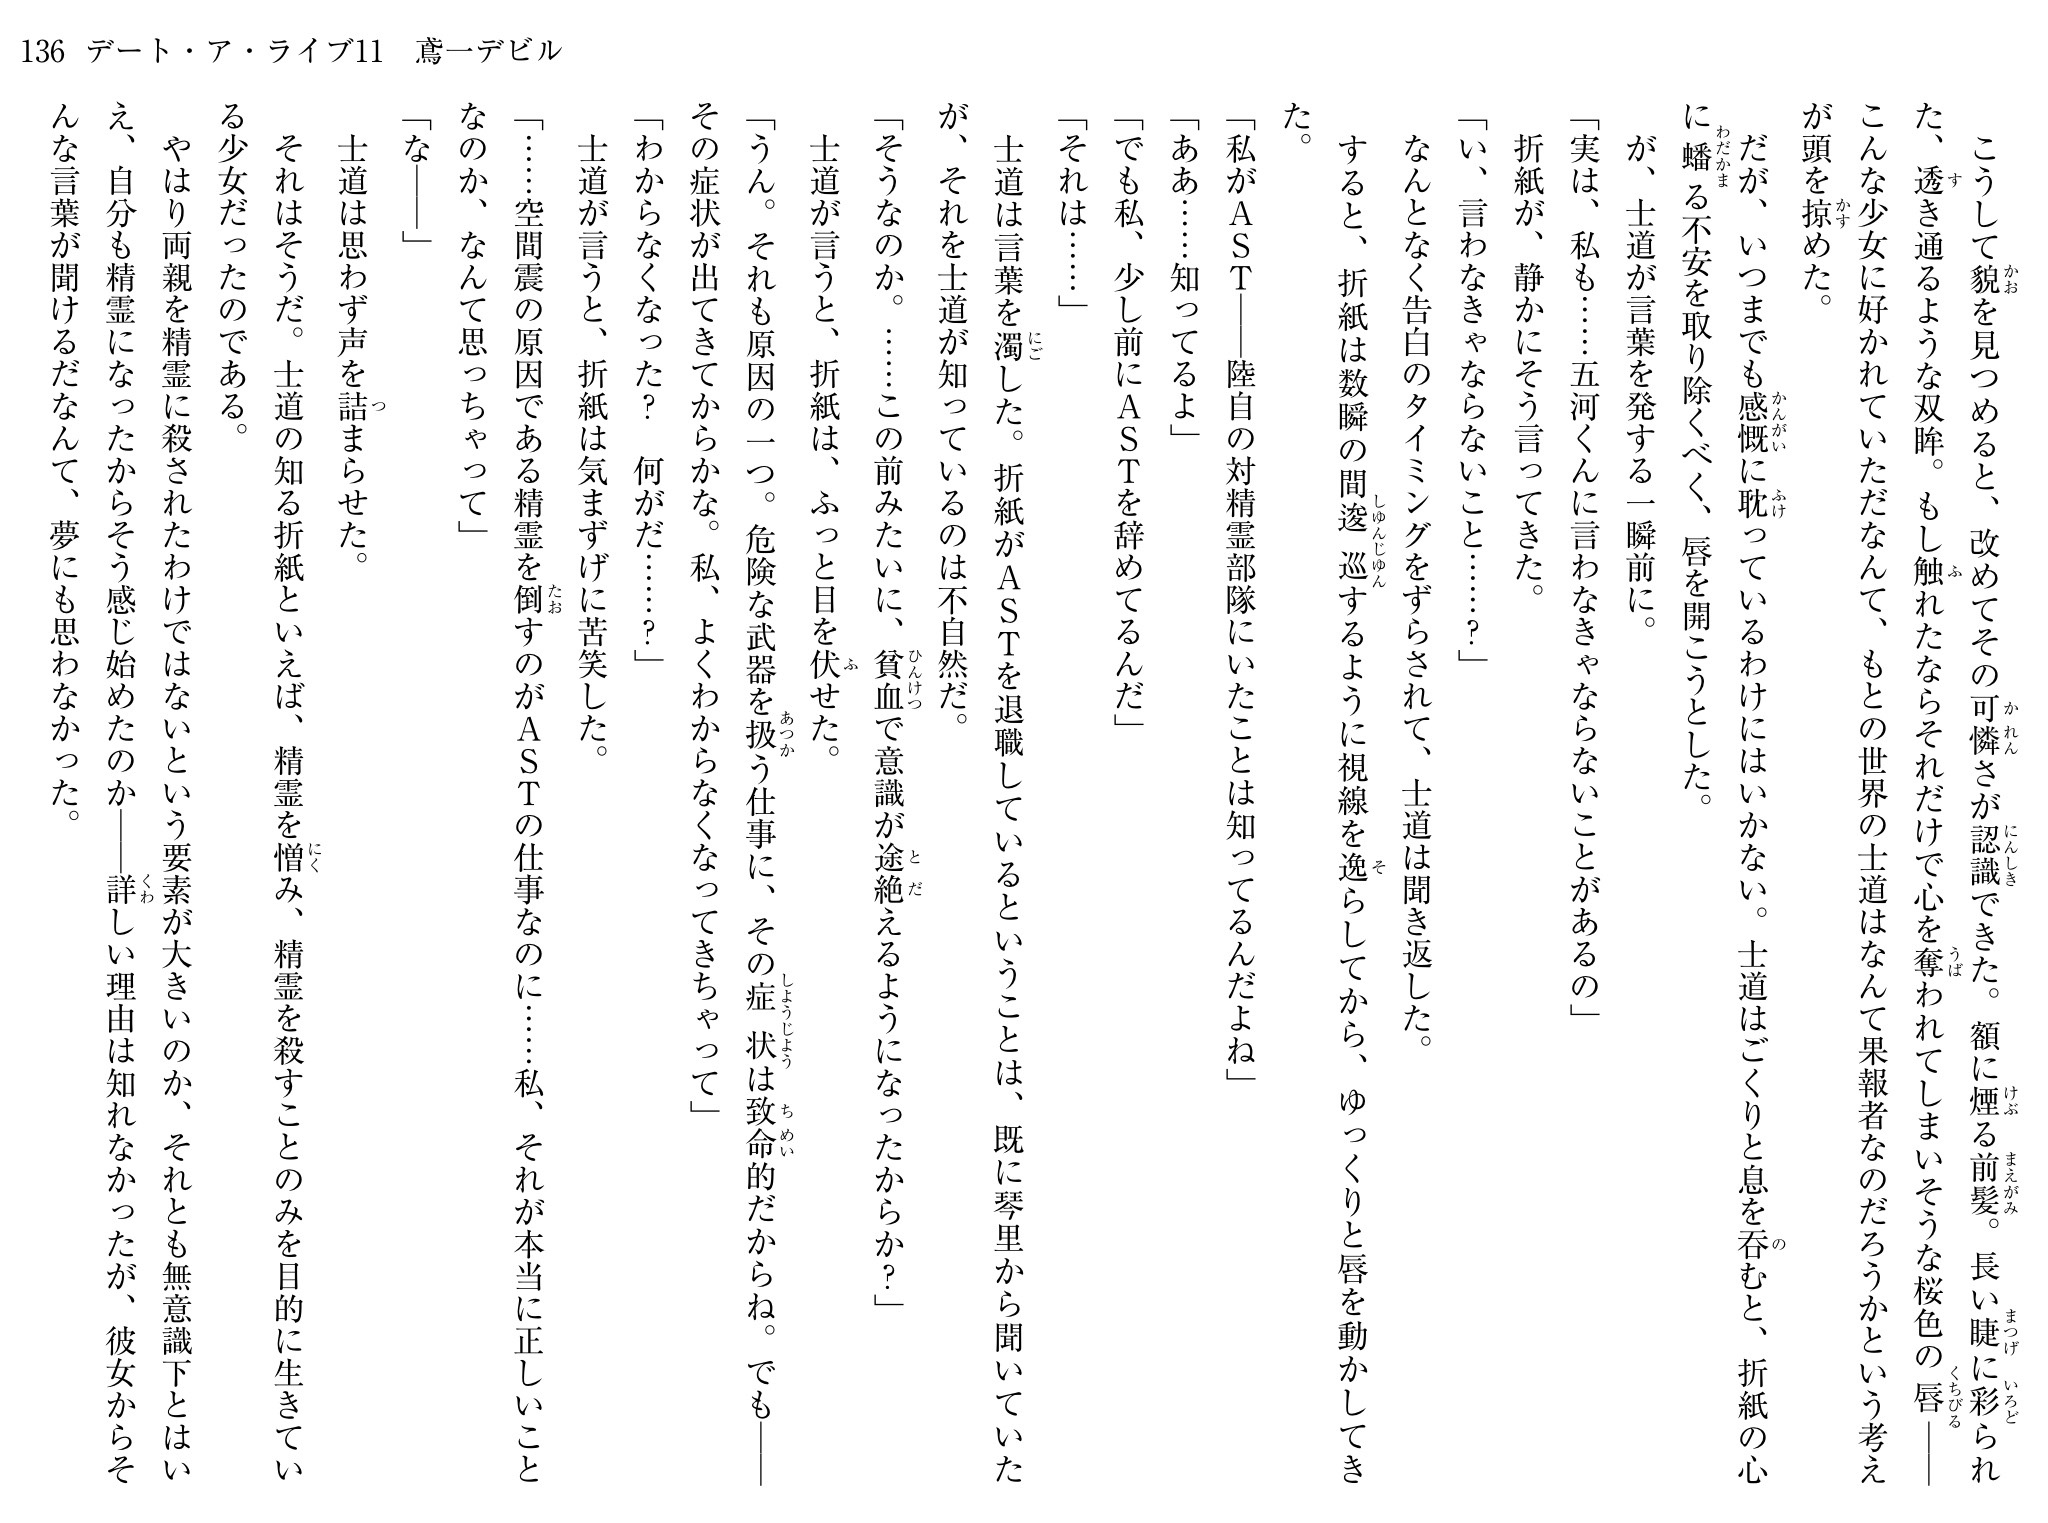 136 デート・ア・ライブ11　鳶一デビル
　こうして貌を見つめると、改めてその可憐さが認識できた。額に煙る前髪。長い睫に彩られ
た、透き通るような双眸。もし触れたならそれだけで心を奪われてしまいそうな桜色の唇――
こんな少女に好かれていただなんて、もとの世界の士道はなんて果報者なのだろうかという考え
が頭を掠めた。
　だが、いつまでも感慨に耽っているわけにはいかない。士道はごくりと息を呑むと、折紙の心
に蟠る不安を取り除くべく、唇を開こうとした。
　が、士道が言葉を発する一瞬前に。
「実は、私も……五河くんに言わなきゃならないことがあるの」
　折紙が、静かにそう言ってきた。
「い、言わなきゃならないこと……？」
　なんとなく告白のタイミングをずらされて、士道は聞き返した。
　すると、折紙は数瞬の間逡巡するように視線を逸らしてから、ゆっくりと唇を動かしてき
た。
「私がＡＳＴ――陸自の対精霊部隊にいたことは知ってるんだよね」
「ああ……知ってるよ」
「でも私、少し前にＡＳＴを辞めてるんだ」
「それは……」
　士道は言葉を濁した。折紙がＡＳＴを退職しているということは、既に琴里から聞いていた
が、それを士道が知っているのは不自然だ。
「そうなのか。……この前みたいに、貧血で意識が途絶えるようになったからか？」
　士道が言うと、折紙は、ふっと目を伏せた。
「うん。それも原因の一つ。危険な武器を扱う仕事に、その症状は致命的だからね。でも――
その症状が出てきてからかな。私、よくわからなくなってきちゃって」
「わからなくなった？　何がだ……？」
　士道が言うと、折紙は気まずげに苦笑した。
「……空間震の原因である精霊を倒すのがＡＳＴの仕事なのに……私、それが本当に正しいこと
なのか、なんて思っちゃって」
「な――」
　士道は思わず声を詰まらせた。
　それはそうだ。士道の知る折紙といえば、精霊を憎み、精霊を殺すことのみを目的に生きてい
る少女だったのである。
　やはり両親を精霊に殺されたわけではないという要素が大きいのか、それとも無意識下とはい
え、自分も精霊になったからそう感じ始めたのか――詳しい理由は知れなかったが、彼女からそ
んな言葉が聞けるだなんて、夢にも思わなかった。